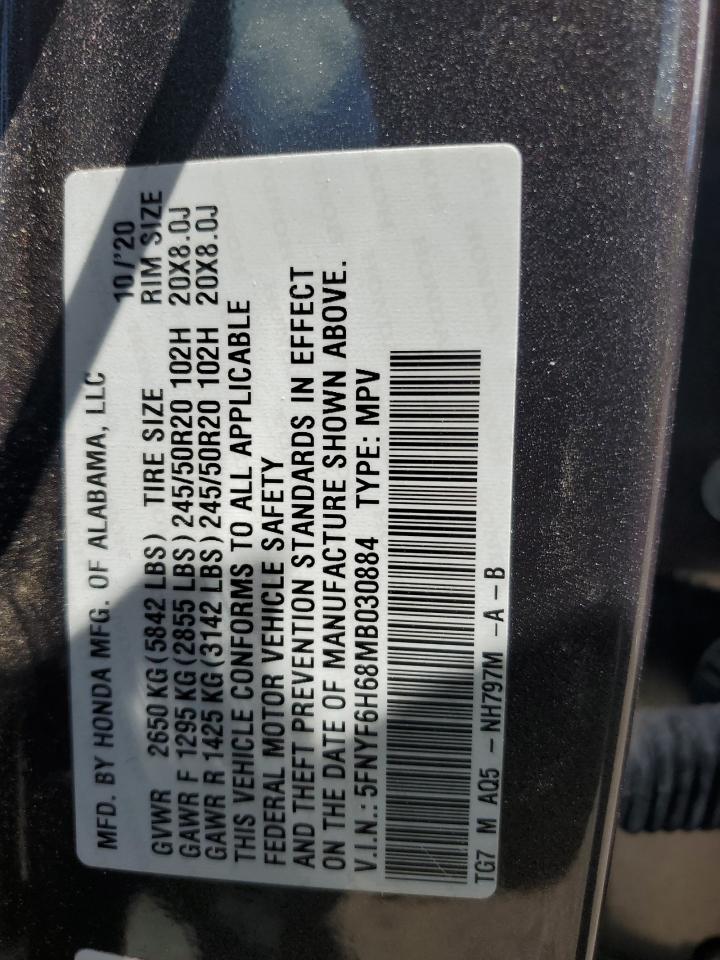 MFD. BY HONDA MFG. OF ALABAMA, LLC 10/'20
GVWR 2650 KG (5842 LBS) TIRE SIZE RIM SIZE
GAWR F 1295 KG (2855 LBS) 245/50R20 102H 20X8.0J
GAWR R 1425 KG (3142 LBS) 245/50R20 102H 20X8.0J
THIS VEHICLE CONFORMS TO ALL APPLICABLE
FEDERAL MOTOR VEHICLE SAFETY
AND THEFT PREVENTION STANDARDS IN EFFECT
ON THE DATE OF MANUFACTURE SHOWN ABOVE.
V.I.N.: 5FNYF6H68MB030884 TYPE: MPV
TG7 M AQ5 - NH797M -A - B